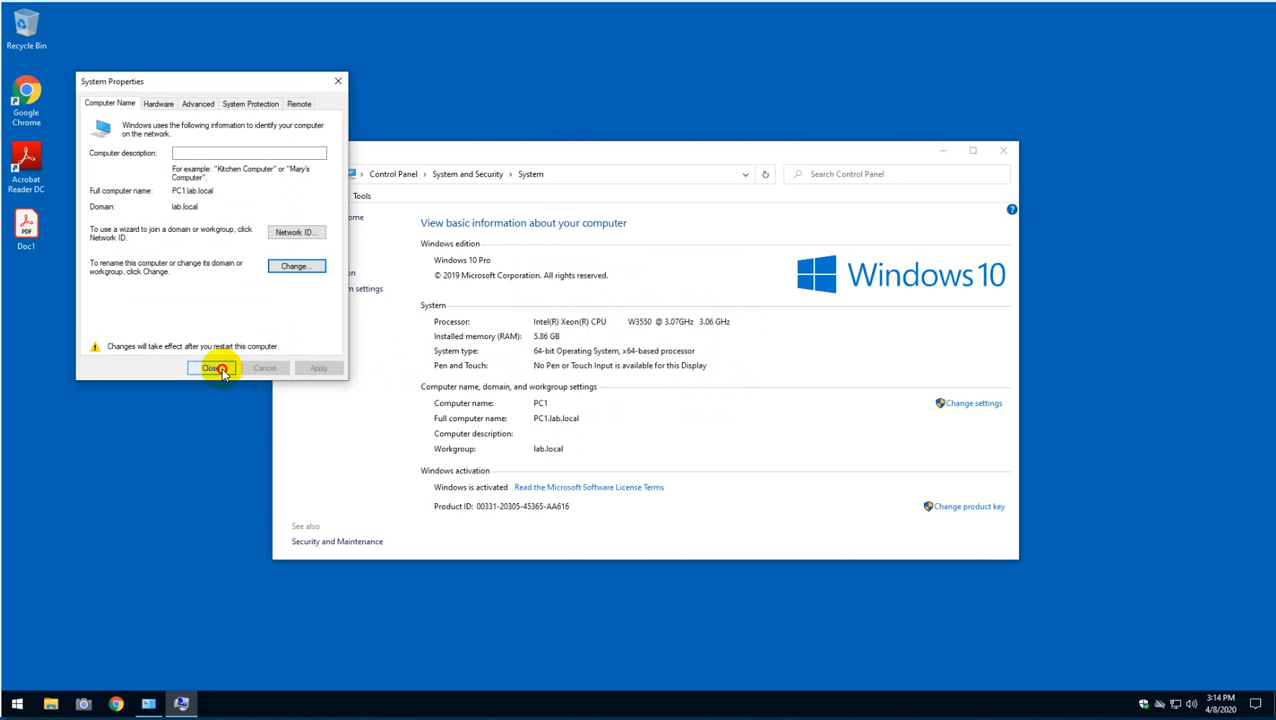 Recycle Bin
Google
Chrome
Acrobat
Reader DC
PDF
Doc1
System Properties
Computer Name Hardware Advanced System Protection Remote
Windows uses the following information to identify your computer
on the network.
Computer description:
For example: "Kitchen Computer" or "Mary's
Computer".
Full computer name: PC1.lab.local
Domain: lab.local
To use a wizard to join a domain or workgroup, click
Network ID.
Network ID...
To rename this computer or change its domain or
workgroup, click Change.
Change...
Changes will take effect after you restart this computer.
Close Cancel Apply
Control Panel System and Security System
Search Control Panel
Tools
ome
on
m settings
See also
Security and Maintenance
View basic information about your computer
Windows edition
Windows 10 Pro
© 2019 Microsoft Corporation. All rights reserved.
Windows 10
System
Processor: Intel(R) Xeon(R) CPU W3550 @ 3.07GHz 3.06 GHz
Installed memory (RAM): 5.86 GB
System type: 64-bit Operating System, x64-based processor
Pen and Touch: No Pen or Touch Input is available for this Display
Computer name, domain, and workgroup settings
Computer name: PC1
Change settings
Full computer name: PC1.lab.local
Computer description:
Workgroup: lab.local
Windows activation
Windows is activated Read the Microsoft Software License Terms
Product ID: 00331-20305-45365-AA616
Change product key
3:14 PM
4/8/2020